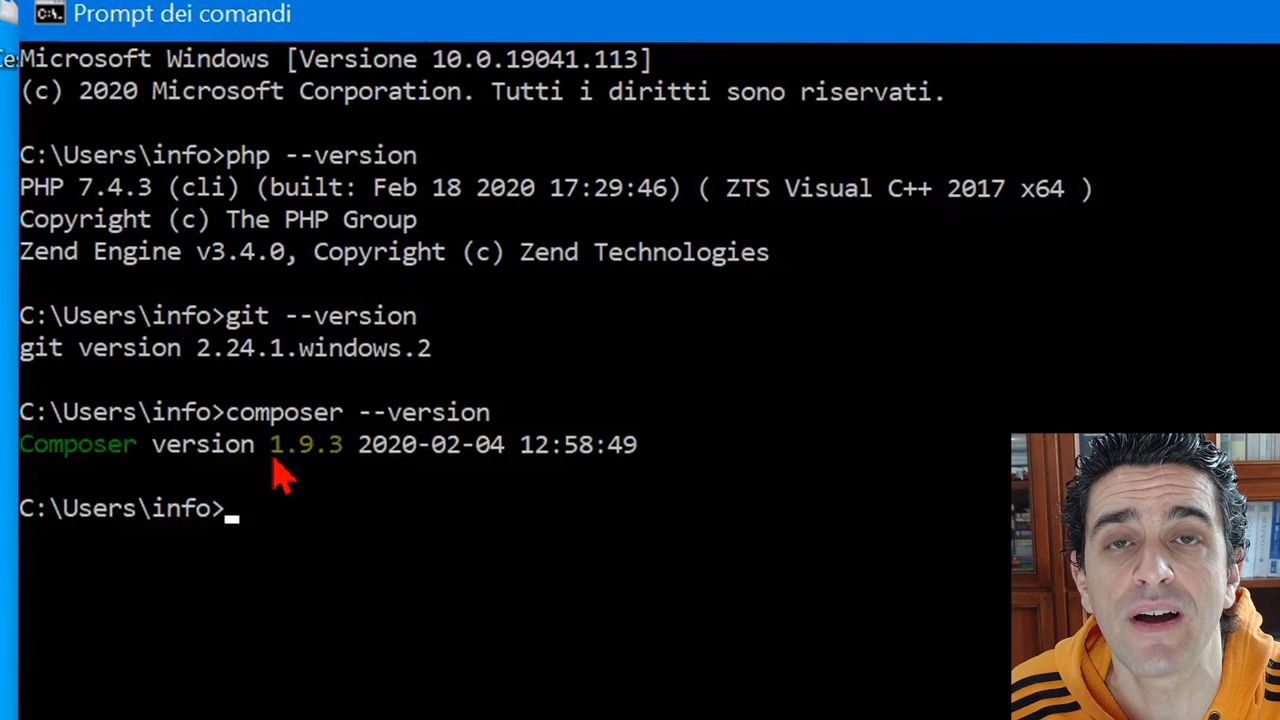 Prompt dei comandi
Microsoft Windows [Versione 10.0.19041.113]
(c) 2020 Microsoft Corporation. Tutti i diritti sono riservati.
C:\Users\info>php --version
PHP 7.4.3 (cli) (built: Feb 18 2020 17:29:46) ( ZTS Visual C++ 2017 x64 )
Copyright (c) The PHP Group
Zend Engine v3.4.0, Copyright (c) Zend Technologies
C:\Users\info>git --version
git version 2.24.1.windows.2
C:\Users\info>composer --version
Composer version 1.9.3 2020-02-04 12:58:49
C:\Users\info>